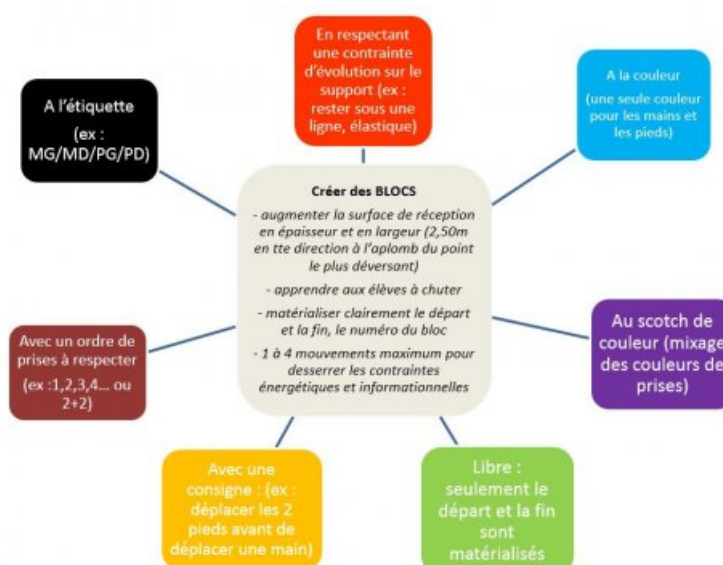 En respectant
une contrainte
d'évolution sur le
support (ex :
rester sous une
ligne, élastique)
A l'étiquette
(ex :
MG/MD/PG/PD)
A la couleur
(une seule couleur
pour les mains et
les pieds)
Créer des BLOCS
- augmenter la surface de réception
en épaisseur et en largeur (2,50m
en tte direction à l'aplomb du point
le plus déversant)
- apprendre aux élèves à chuter
- matérialiser clairement le départ
et la fin, le numéro du bloc
- 1 à 4 mouvements maximum pour
desserrer les contraintes
énergétiques et informationnelles
Avec un ordre de
prises à respecter
(ex :1,2,3,4... ou
2+2)
Au scotch de
couleur (mixage
des couleurs de
prises)
Avec une
consigne : (ex :
déplacer les 2
pieds avant de
déplacer une main)
Libre :
seulement le
départ et la fin
sont
matérialisés